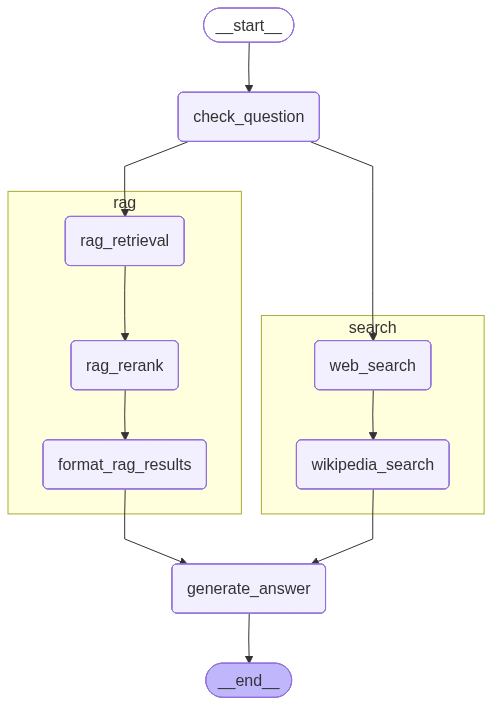 __start__
check_question
rag
rag_retrieval
rag_rerank
format_rag_results
search
web_search
wikipedia_search
generate_answer
__end__